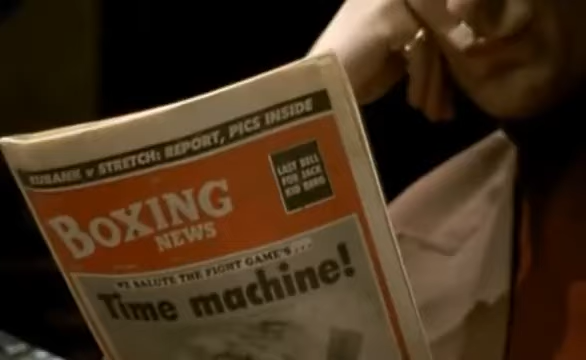 EUBANK v STRETCH: REPORT, PICS INSIDE
BOXING
NEWS
LAST BELL
FOR JACK
KID BERG
WE SALUTE THE FIGHT GAME'S...
Time machine!